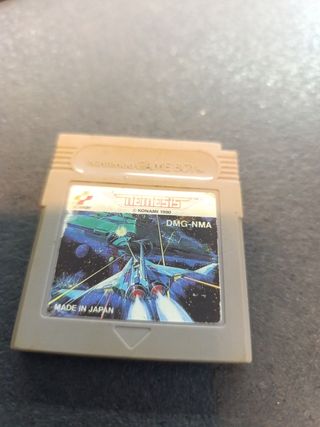 Nintendo GAME BOY
NEMESIS
© KONAMI 1990
DMG-NMA
MADE IN JAPAN